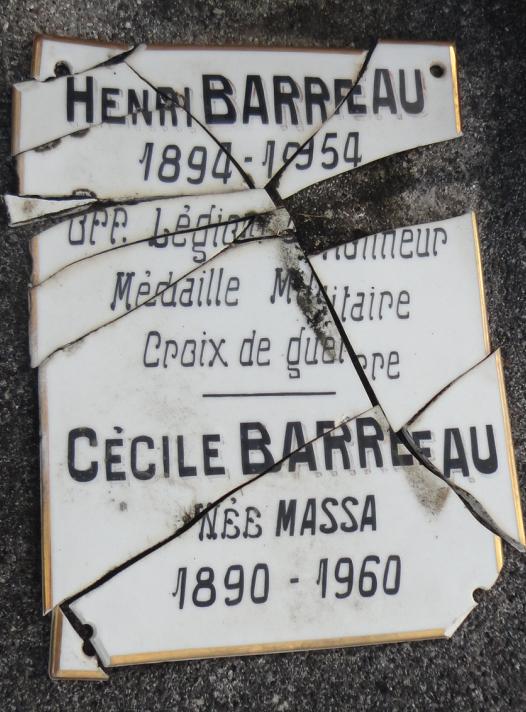 HENRI BARREAU
1894 - 1954
Off. Légion Honneur
Médaille Militaire
Croix de guerre
CÉCILE BARREAU
NÉE MASSA
1890 - 1960